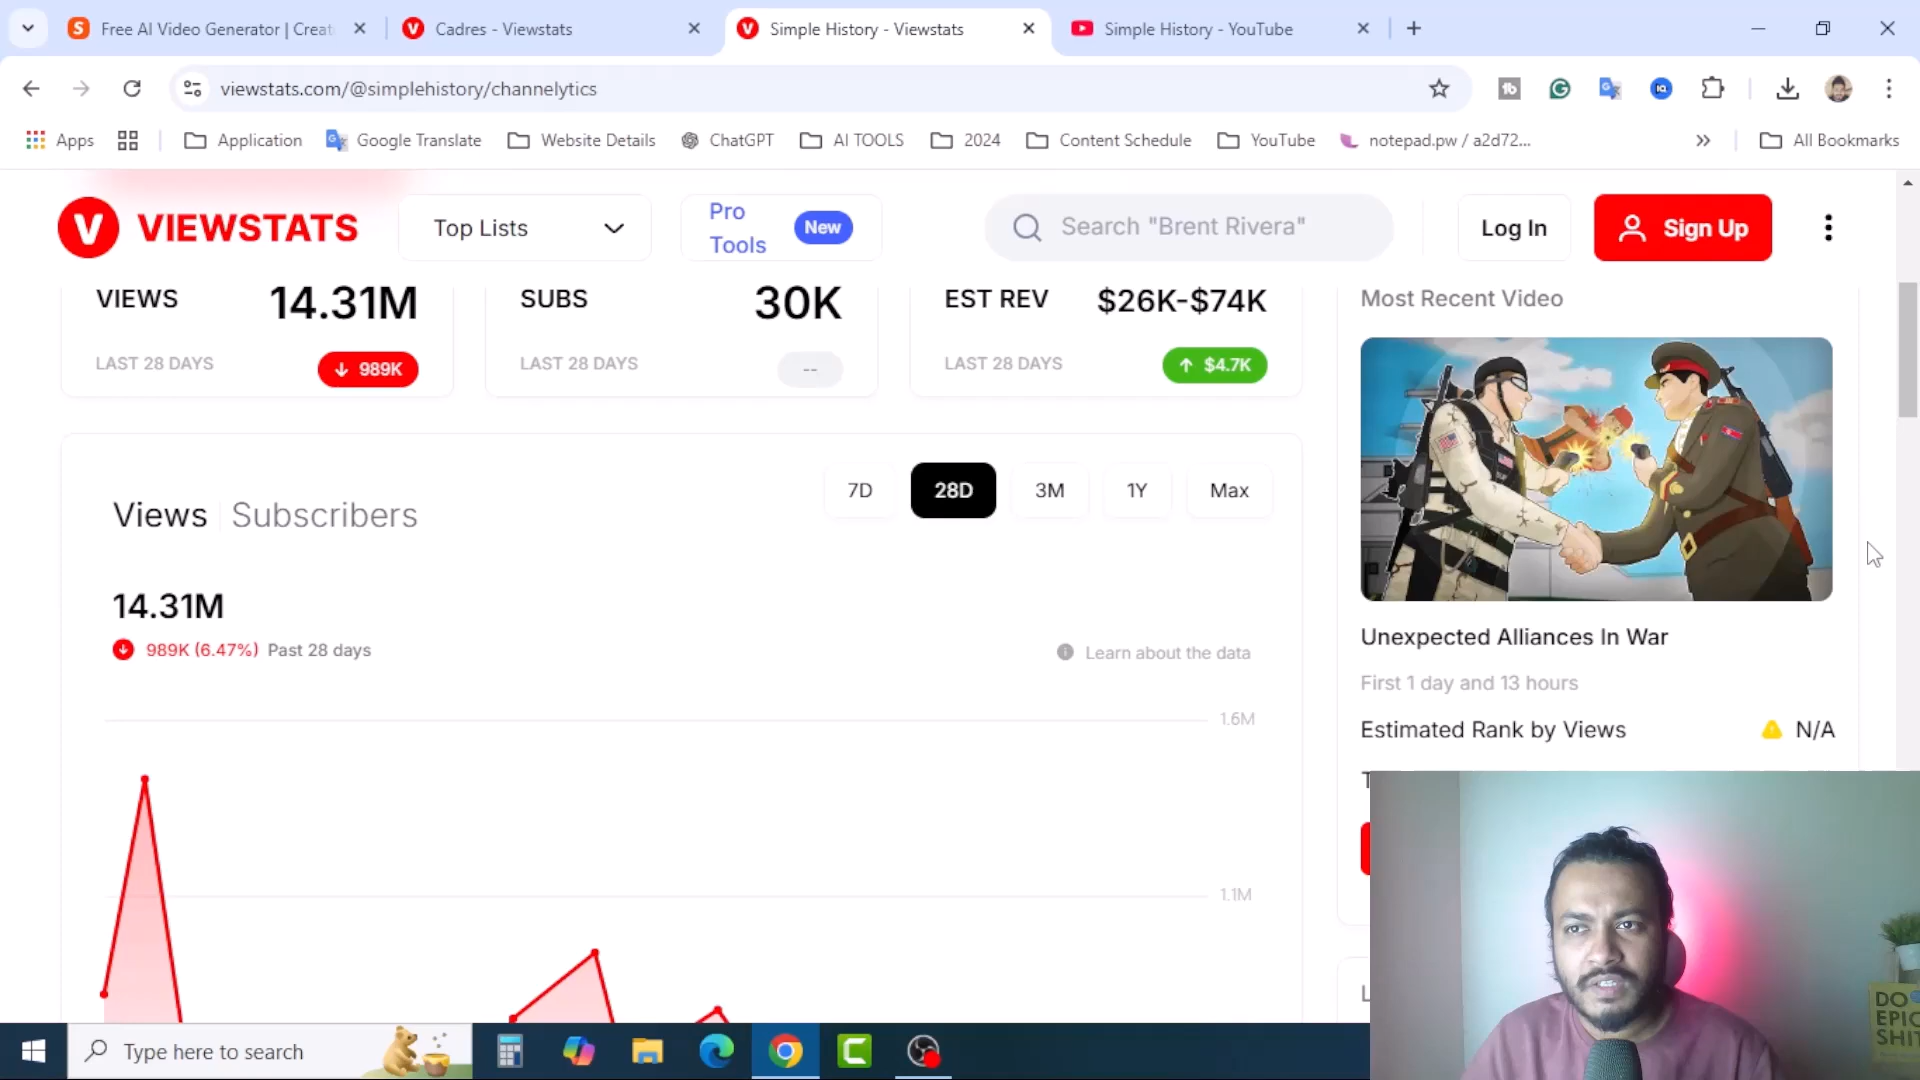 Free AI Video Generator | Creat
Cadres - Viewstats
Simple History - Viewstats
Simple History - YouTube
viewstats.com/@simplehistory/channelytics
Apps
Application
Google Translate
Website Details
ChatGPT
AI TOOLS
2024
Content Schedule
YouTube
notepad.pw / a2d72...
All Bookmarks
VIEWSTATS
Top Lists
Pro Tools
New
Search "Brent Rivera"
Log In
Sign Up
VIEWS 14.31M
LAST 28 DAYS 989K
SUBS 30K
LAST 28 DAYS --
EST REV $26K-$74K
LAST 28 DAYS $4.7K
Most Recent Video
Views Subscribers
7D 28D 3M 1Y Max
14.31M
989K (6.47%) Past 28 days
Learn about the data
1.6M
1.1M
Unexpected Alliances In War
First 1 day and 13 hours
Estimated Rank by Views N/A
DO
EPIC
SHIT
Type here to search